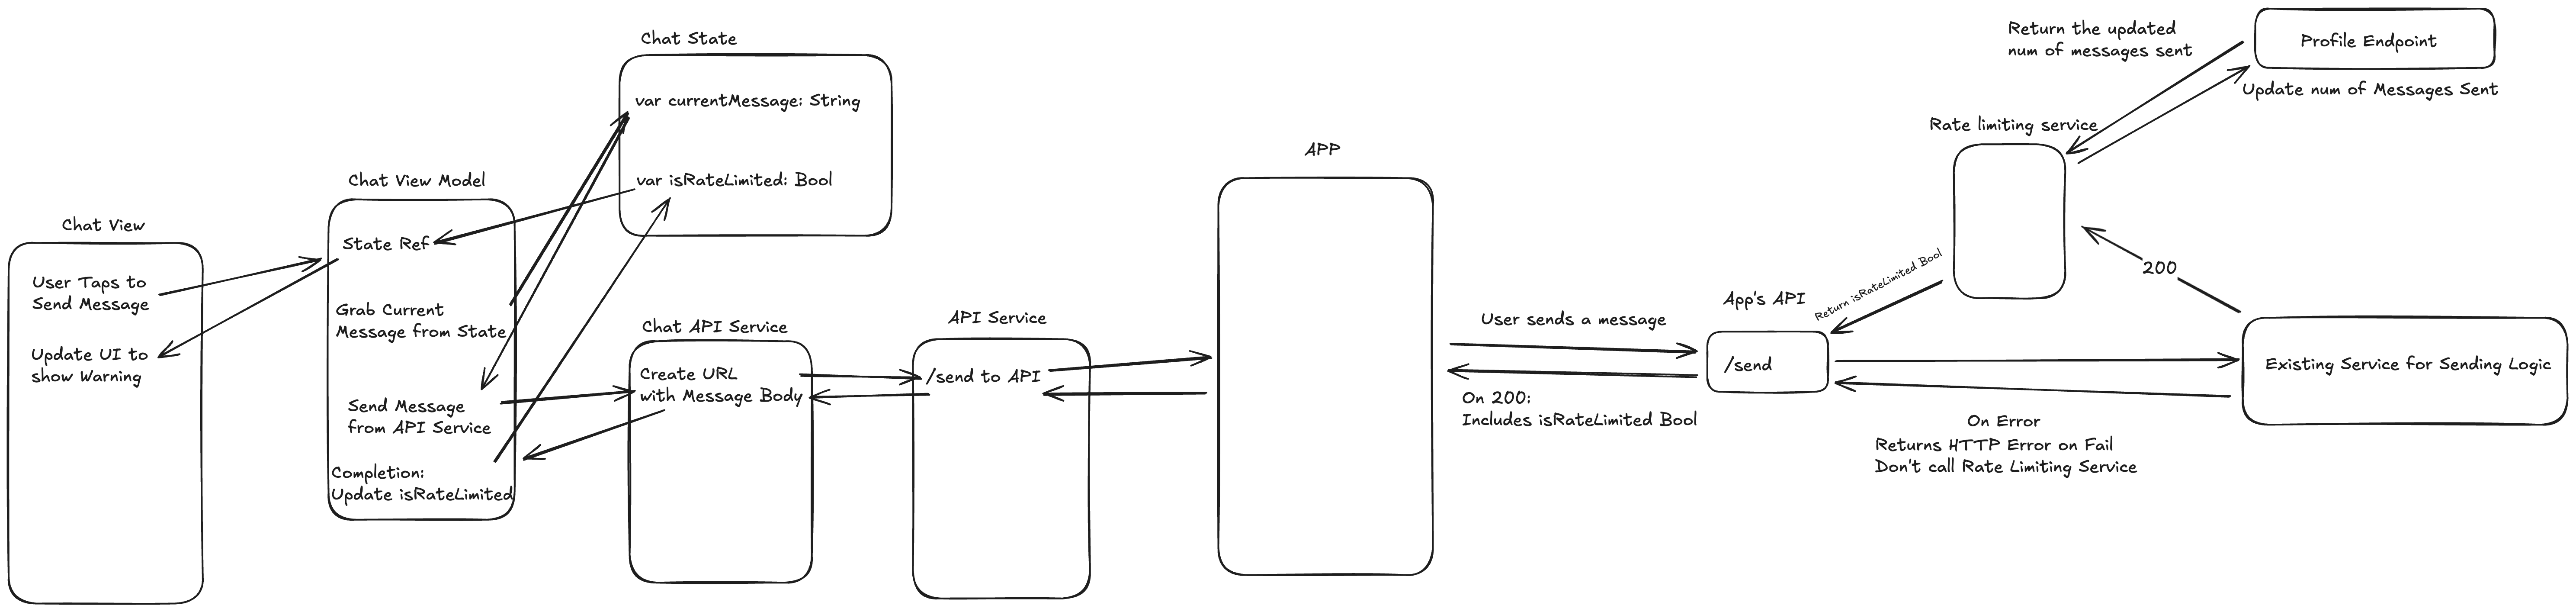 Chat View
User Taps to
Send Message
Update UI to
show Warning
Chat View Model
State Ref
Grab Current
Message from State
Send Message
from API Service
Completion:
Update isRateLimited
Chat State
var currentMessage: String
var isRateLimited: Bool
Chat API Service
Create URL
with Message Body
API Service
/send to API
APP
User sends a message
On 200:
Includes isRateLimited Bool
App's API
/send
Return isRateLimited Bool
Rate limiting service
Return the updated
num of messages sent
Profile Endpoint
Update num of Messages Sent
200
Existing Service for Sending Logic
On Error
Returns HTTP Error on Fail
Don't call Rate Limiting Service